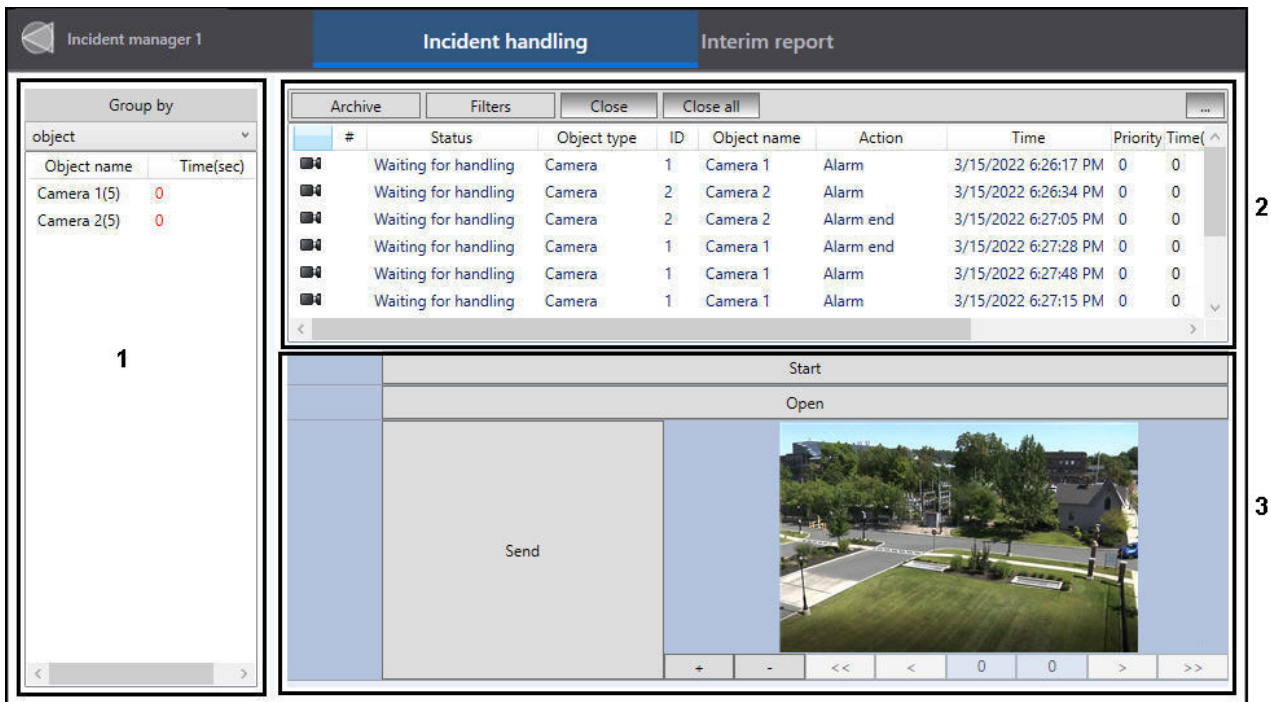 Incident manager 1
Incident handling
Interim report
Group by
object
Object name Time(sec)
Camera 1(5) 0
Camera 2(5) 0
1
Archive Filters Close Close all ...
# Status Object type ID Object name Action Time Priority Time(
Waiting for handling Camera 1 Camera 1 Alarm 3/15/2022 6:26:17 PM 0 0
Waiting for handling Camera 2 Camera 2 Alarm 3/15/2022 6:26:34 PM 0 0
Waiting for handling Camera 2 Camera 2 Alarm end 3/15/2022 6:27:05 PM 0 0
Waiting for handling Camera 1 Camera 1 Alarm end 3/15/2022 6:27:28 PM 0 0
Waiting for handling Camera 1 Camera 1 Alarm 3/15/2022 6:27:48 PM 0 0
Waiting for handling Camera 1 Camera 1 Alarm 3/15/2022 6:27:15 PM 0 0
2
Start
Open
Send
+ - << < 0 0 > >>
3